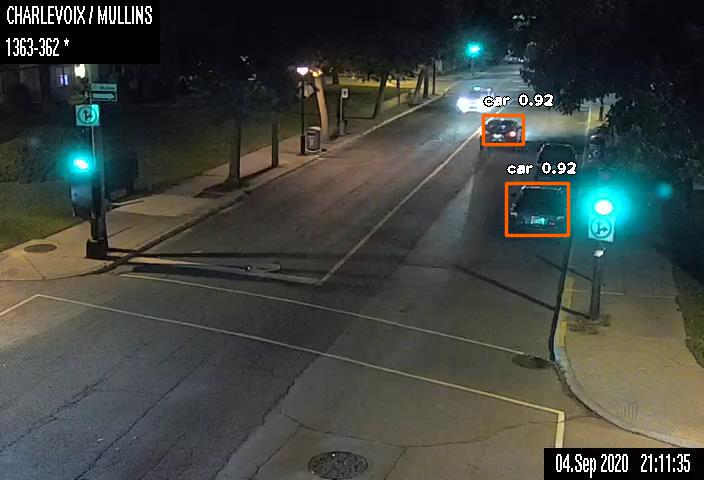 CHARLEVOIX / MULLINS
1363-362 *
car 0.92
car 0.92
04.Sep 2020 21:11:35